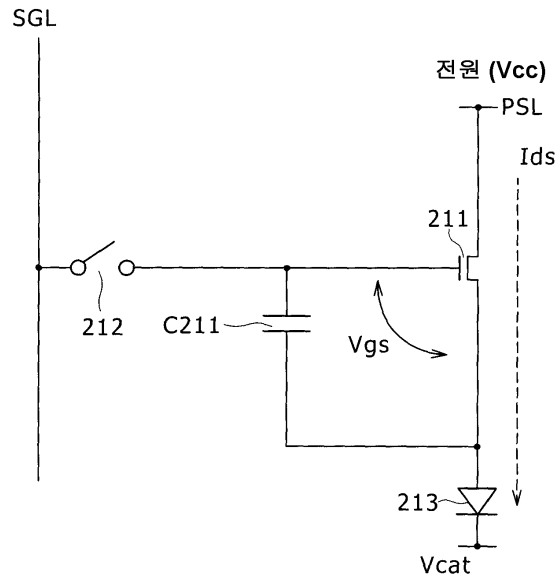 SGL
전원 (Vcc)
PSL
Ids
211
212
C211
Vgs
213
Vcat